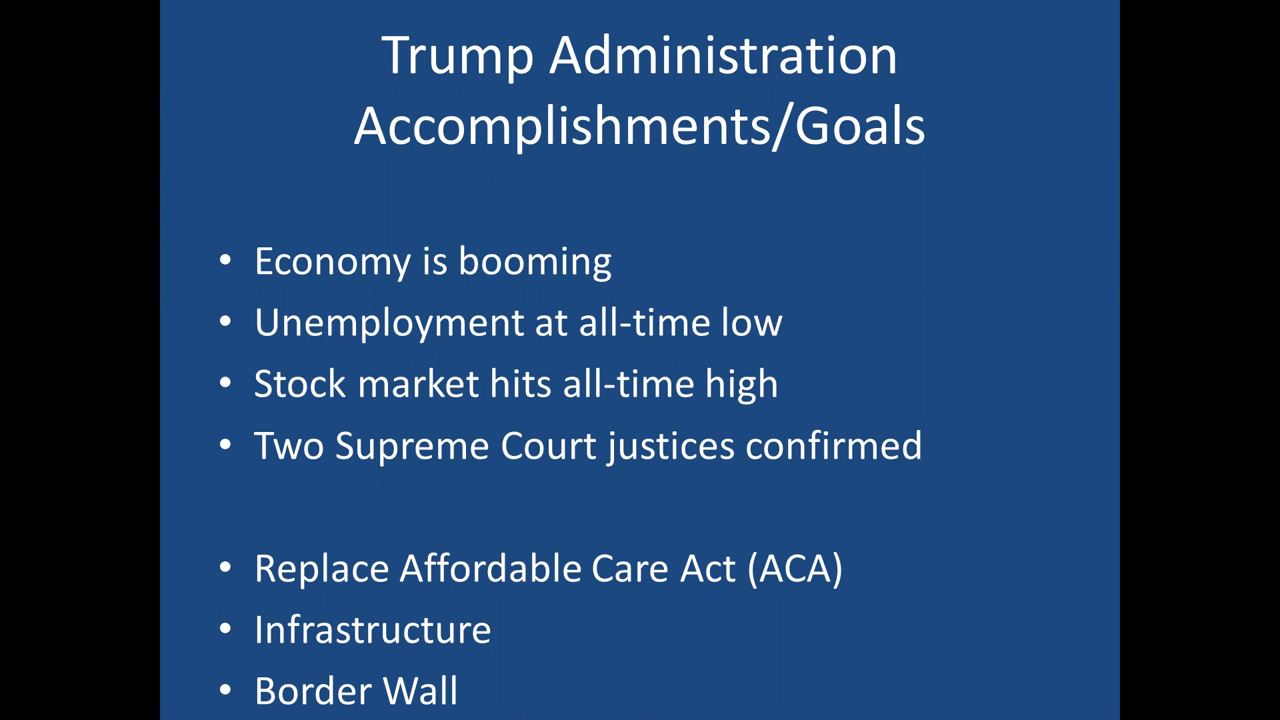 Trump Administration
Accomplishments/Goals
• Economy is booming
• Unemployment at all-time low
• Stock market hits all-time high
• Two Supreme Court justices confirmed
• Replace Affordable Care Act (ACA)
• Infrastructure
• Border Wall